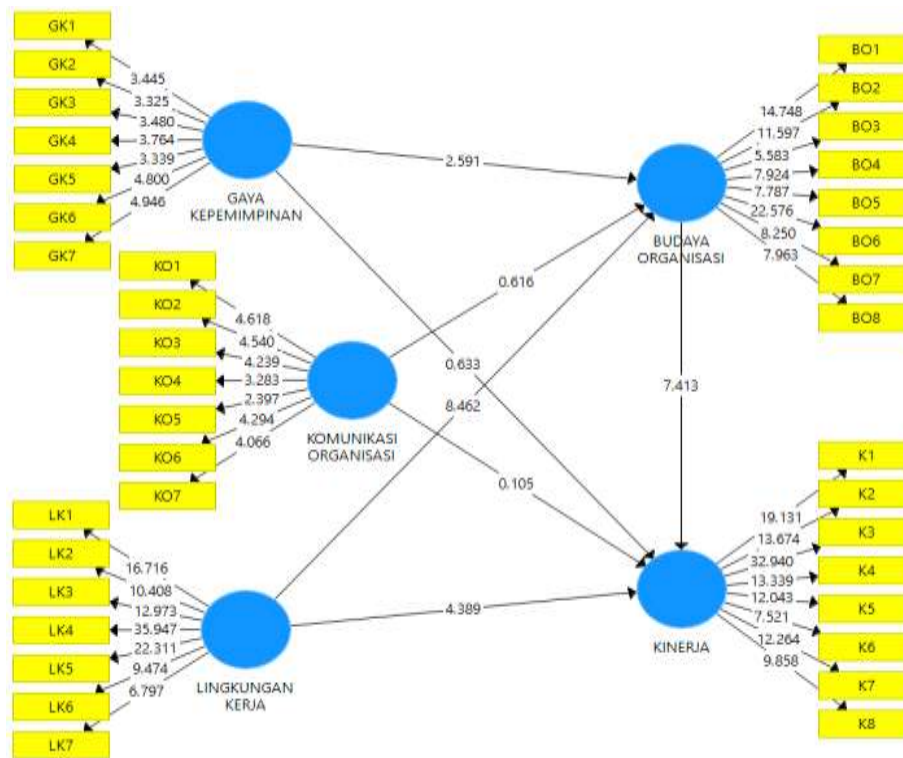 GK1
GK2
GK3
GK4
GK5
GK6
GK7
3.445
3.325
3.480
3.764
3.339
4.800
4.946
GAYA
KEPEMIMPINAN
2.591
0.633
KO1
KO2
KO3
KO4
KO5
KO6
KO7
4.618
4.540
4.239
3.283
2.397
4.294
4.066
KOMUNIKASI
ORGANISASI
0.616
0.105
LK1
LK2
LK3
LK4
LK5
LK6
LK7
16.716
10.408
12.973
35.947
22.311
9.474
6.797
LINGKUNGAN
KERJA
8.462
4.389
BUDAYA
ORGANISASI
7.413
14.748
11.597
5.583
7.924
7.787
22.576
8.250
7.963
BO1
BO2
BO3
BO4
BO5
BO6
BO7
BO8
KINERJA
19.131
13.674
32.940
13.339
12.043
7.521
12.264
9.858
K1
K2
K3
K4
K5
K6
K7
K8